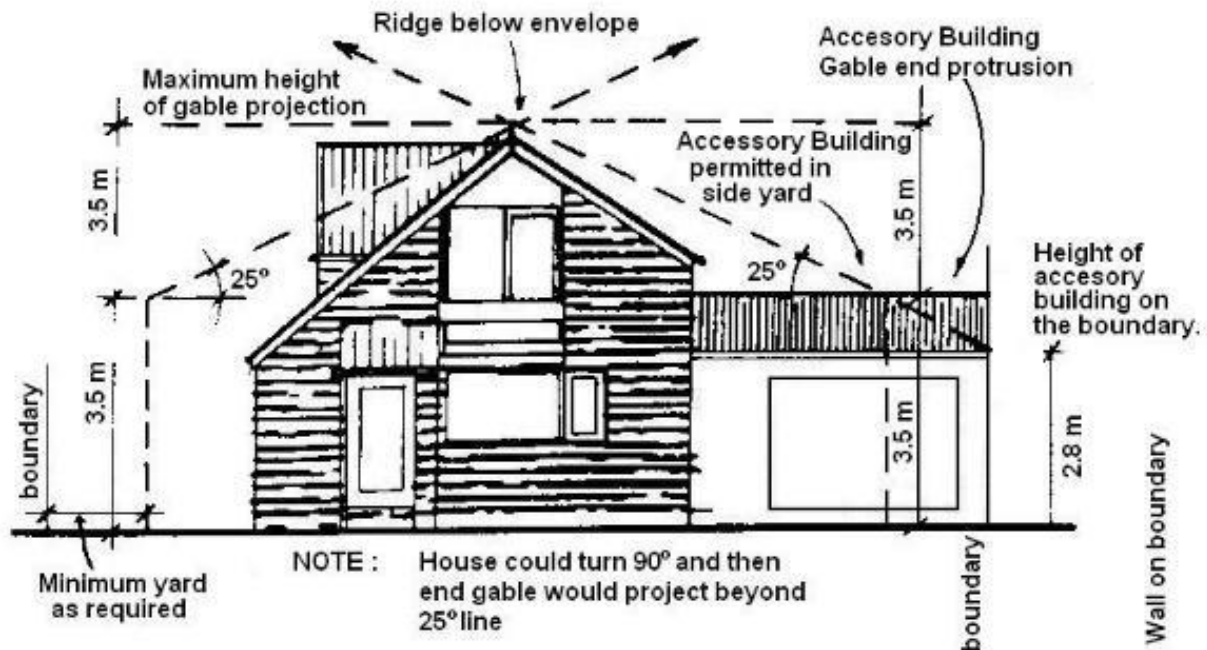 Ridge below envelope
Accesory Building
Gable end protrusion
Maximum height
of gable projection
Accessory Building
permitted in
side yard
3.5 m
3.5 m
25º
25º
Height of
accesory
building on
the boundary.
boundary
3.5 m
3.5 m
2.8 m
Minimum yard
as required
NOTE : House could turn 90º and then
end gable would project beyond
25º line
boundary
Wall on boundary